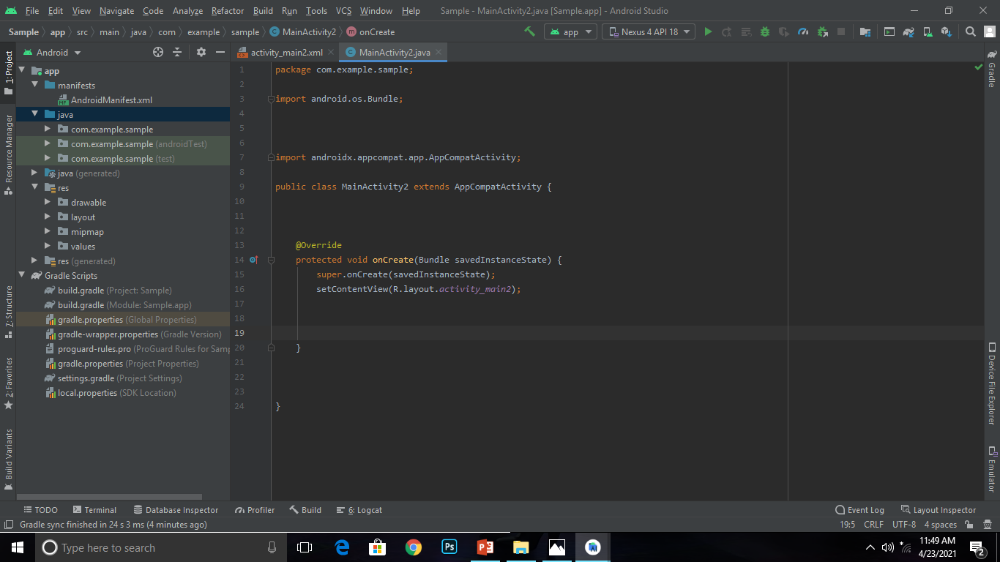 File Edit View Navigate Code Analyze Refactor Build Run Tools VCS Window Help Sample - MainActivity2.java [Sample.app] - Android Studio
Sample app src main java com example sample MainActivity2 onCreate app Nexus 4 API 18
1: Project
Resource Manager
7: Structure
2: Favorites
Build Variants
Android
app
manifests
AndroidManifest.xml
java
com.example.sample
com.example.sample (androidTest)
com.example.sample (test)
java (generated)
res
drawable
layout
mipmap
values
res (generated)
Gradle Scripts
build.gradle (Project: Sample)
build.gradle (Module: Sample.app)
gradle.properties (Global Properties)
gradle-wrapper.properties (Gradle Version)
proguard-rules.pro (ProGuard Rules for Samp
gradle.properties (Project Properties)
settings.gradle (Project Settings)
local.properties (SDK Location)
activity_main2.xml MainActivity2.java
1 package com.example.sample;
2
3 import android.os.Bundle;
4
5
6
7 import androidx.appcompat.app.AppCompatActivity;
8
9 public class MainActivity2 extends AppCompatActivity {
10
11
12
13 @Override
14 protected void onCreate(Bundle savedInstanceState) {
15 super.onCreate(savedInstanceState);
16 setContentView(R.layout.activity_main2);
17
18
19
20 }
21
22
23
24 }
Gradle
Device File Explorer
Emulator
TODO Terminal Database Inspector Profiler Build 6: Logcat Event Log Layout Inspector
Gradle sync finished in 24 s 3 ms (4 minutes ago) 19:5 CRLF UTF-8 4 spaces
Type here to search
Ps
11:49 AM
4/23/2021
2